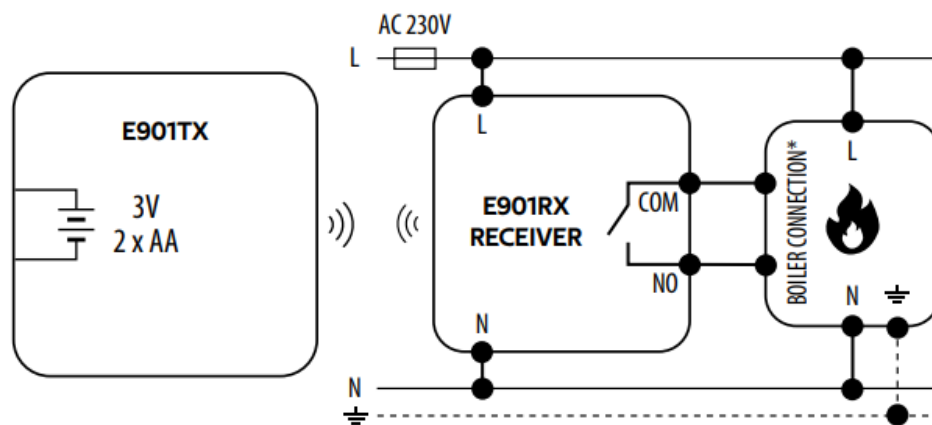 AC 230V
L
E901TX
3V
2 x AA
L
E901RX
RECEIVER
COM
NO
N
BOILER CONNECTION*
L
N
N